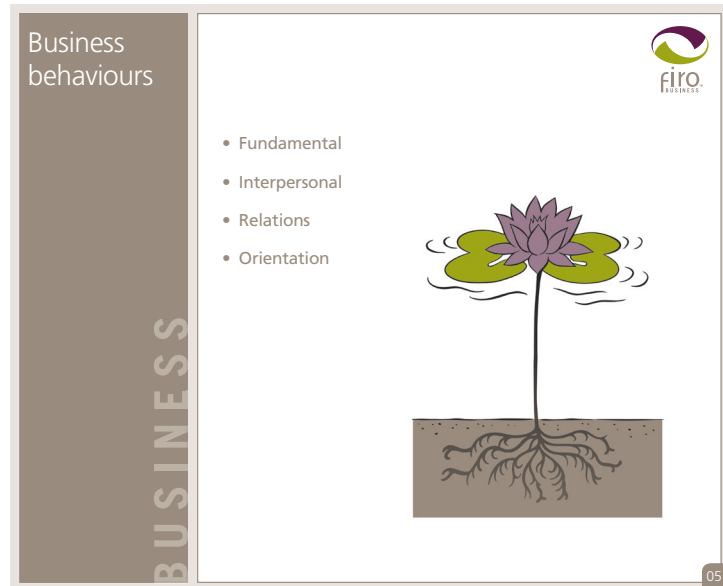 Business
behaviours
firo
BUSINESS
• Fundamental
• Interpersonal
• Relations
• Orientation
BUSINESS
05